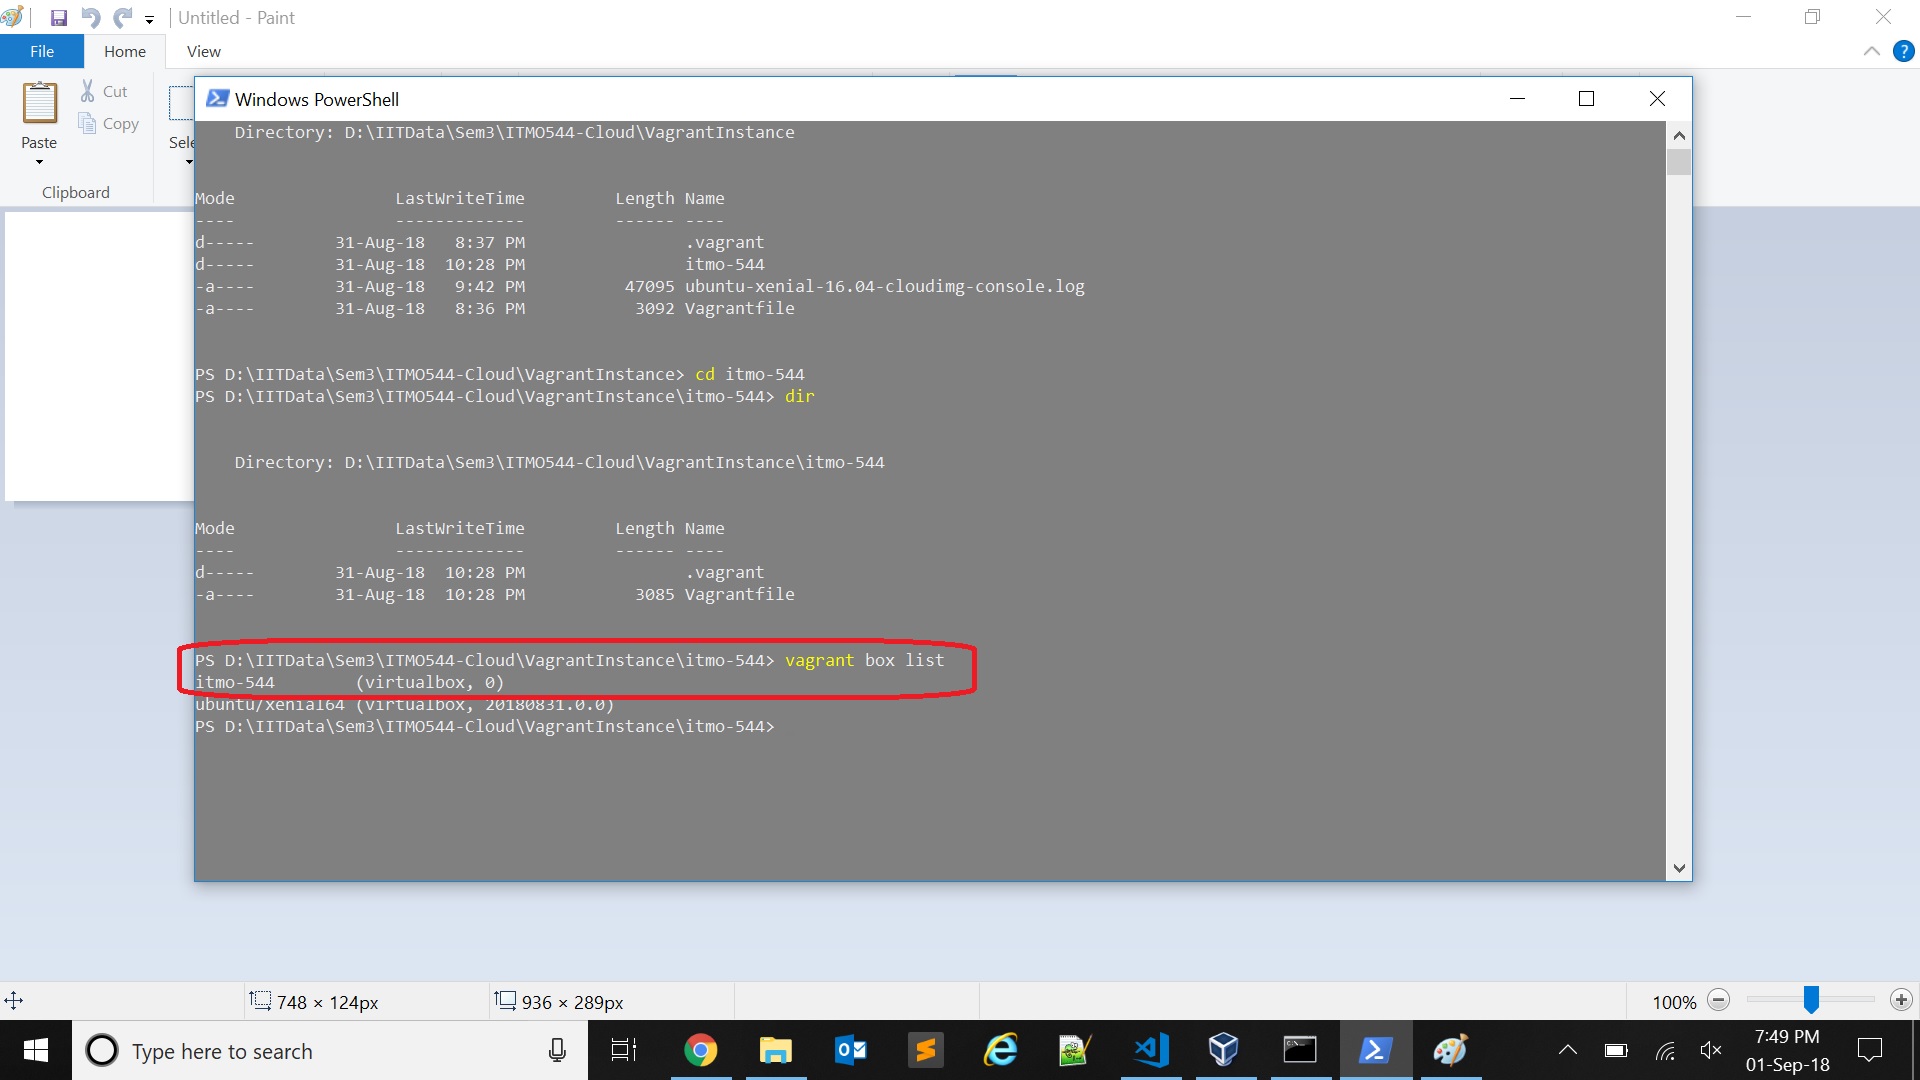 Untitled - Paint
File Home View
Paste
Cut
Copy
Sele
Clipboard
Windows PowerShell
Directory: D:\IITData\Sem3\ITMO544-Cloud\VagrantInstance
Mode LastWriteTime Length Name
---- ------------- ------ ----
d----- 31-Aug-18 8:37 PM .vagrant
d----- 31-Aug-18 10:28 PM itmo-544
-a---- 31-Aug-18 9:42 PM 47095 ubuntu-xenial-16.04-cloudimg-console.log
-a---- 31-Aug-18 8:36 PM 3092 Vagrantfile
PS D:\IITData\Sem3\ITMO544-Cloud\VagrantInstance> cd itmo-544
PS D:\IITData\Sem3\ITMO544-Cloud\VagrantInstance\itmo-544> dir
Directory: D:\IITData\Sem3\ITMO544-Cloud\VagrantInstance\itmo-544
Mode LastWriteTime Length Name
---- ------------- ------ ----
d----- 31-Aug-18 10:28 PM .vagrant
-a---- 31-Aug-18 10:28 PM 3085 Vagrantfile
PS D:\IITData\Sem3\ITMO544-Cloud\VagrantInstance\itmo-544> vagrant box list
itmo-544 (virtualbox, 0)
ubuntu/xenial64 (virtualbox, 20180831.0.0)
PS D:\IITData\Sem3\ITMO544-Cloud\VagrantInstance\itmo-544>
748 × 124px
936 × 289px
100%
Type here to search
7:49 PM
01-Sep-18